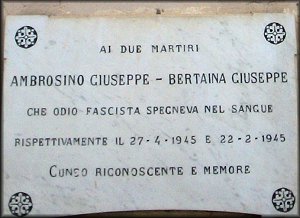 AI DUE MARTIRI
AMBROSINO GIUSEPPE - BERTAINA GIUSEPPE
CHE ODIO FASCISTA SPEGNEVA NEL SANGUE
RISPETTIVAMENTE IL 27-4-1945 E 22-2-1945
CUNEO RICONOSCENTE E MEMORE